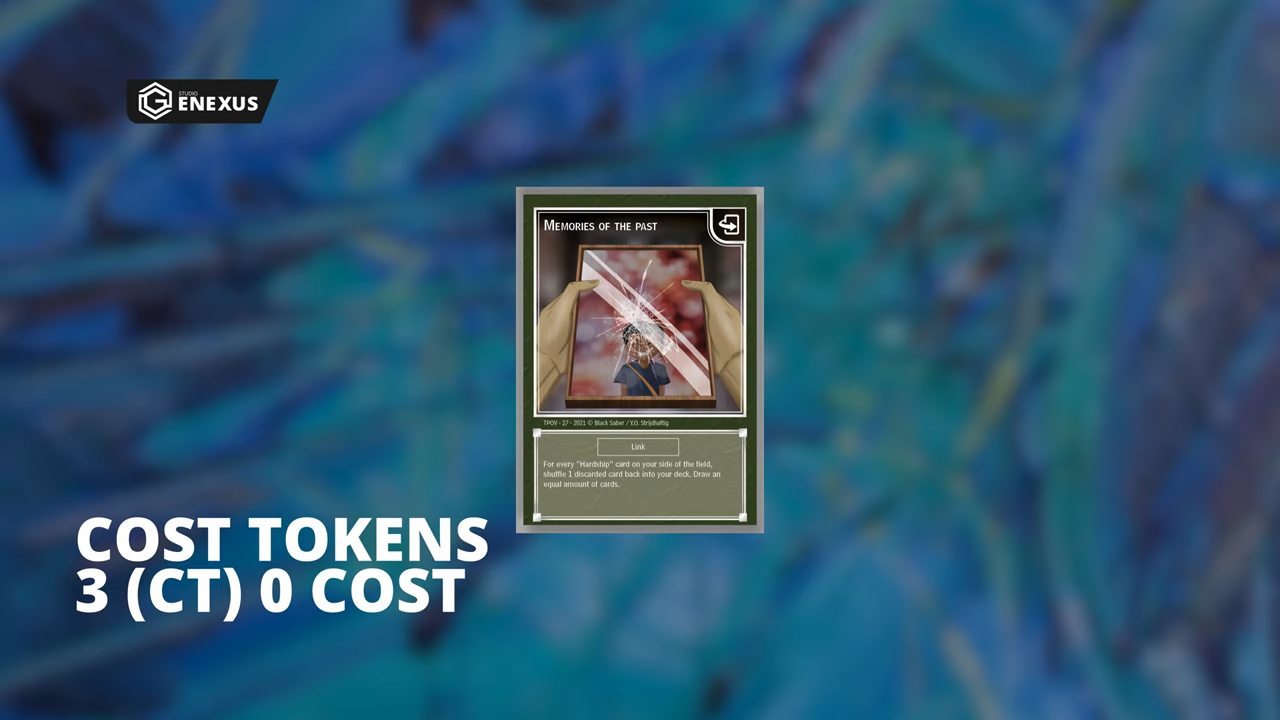 STUDIO
ENEXUS
MEMORIES OF THE PAST
TPOV - 27 - 2021 © Black Saber / Y.O. Strijdhaftig
Link
For every "Hardship" card on your side of the field,
shuffle 1 discarded card back into your deck. Draw an
equal amount of cards.
COST TOKENS
3 (CT) 0 COST